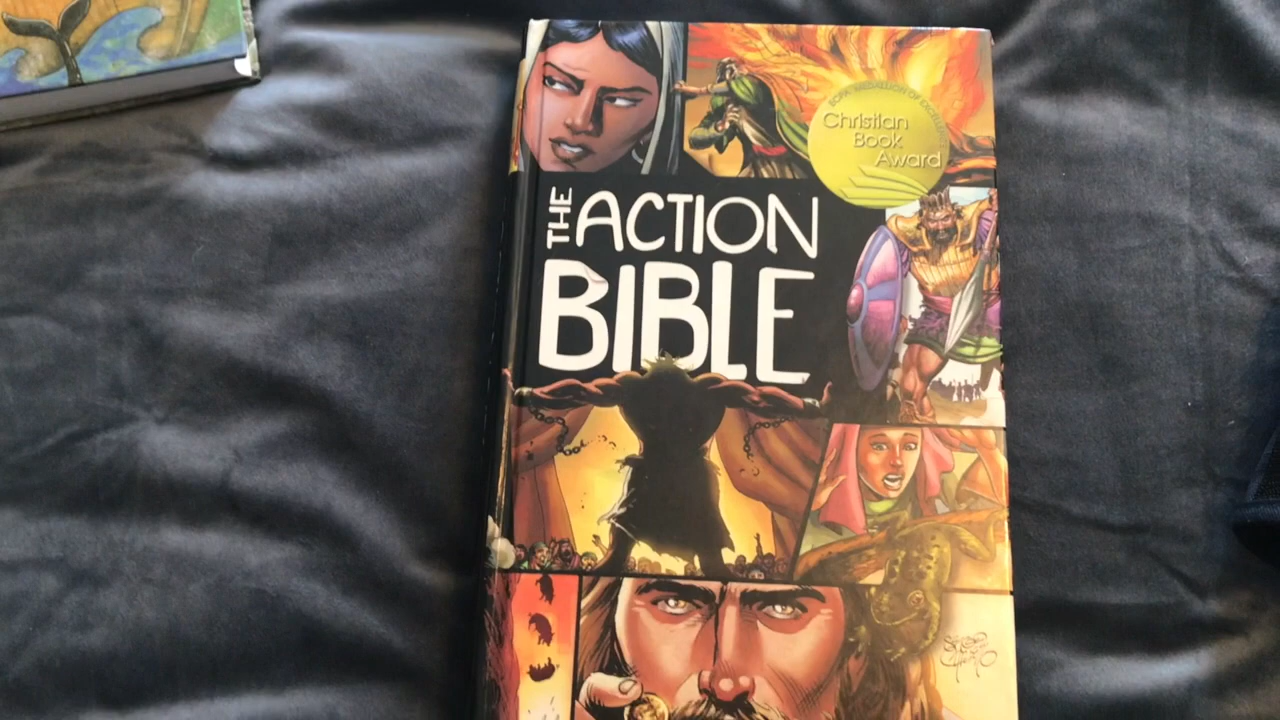 ECPA MEDALLION OF EXCELLENCE
Christian
Book
Award
THE ACTION
BIBLE